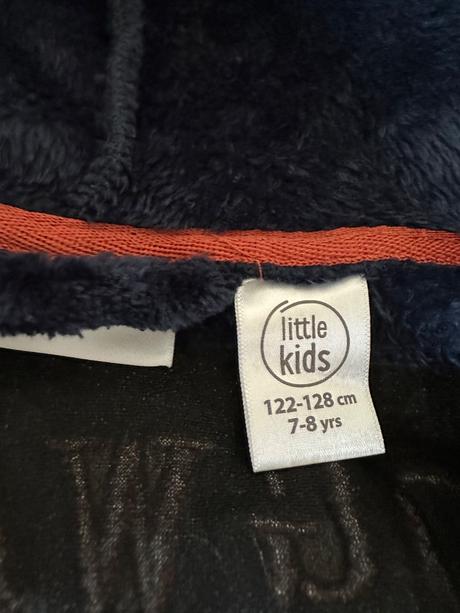 little
kids
122-128 cm
7-8 yrs